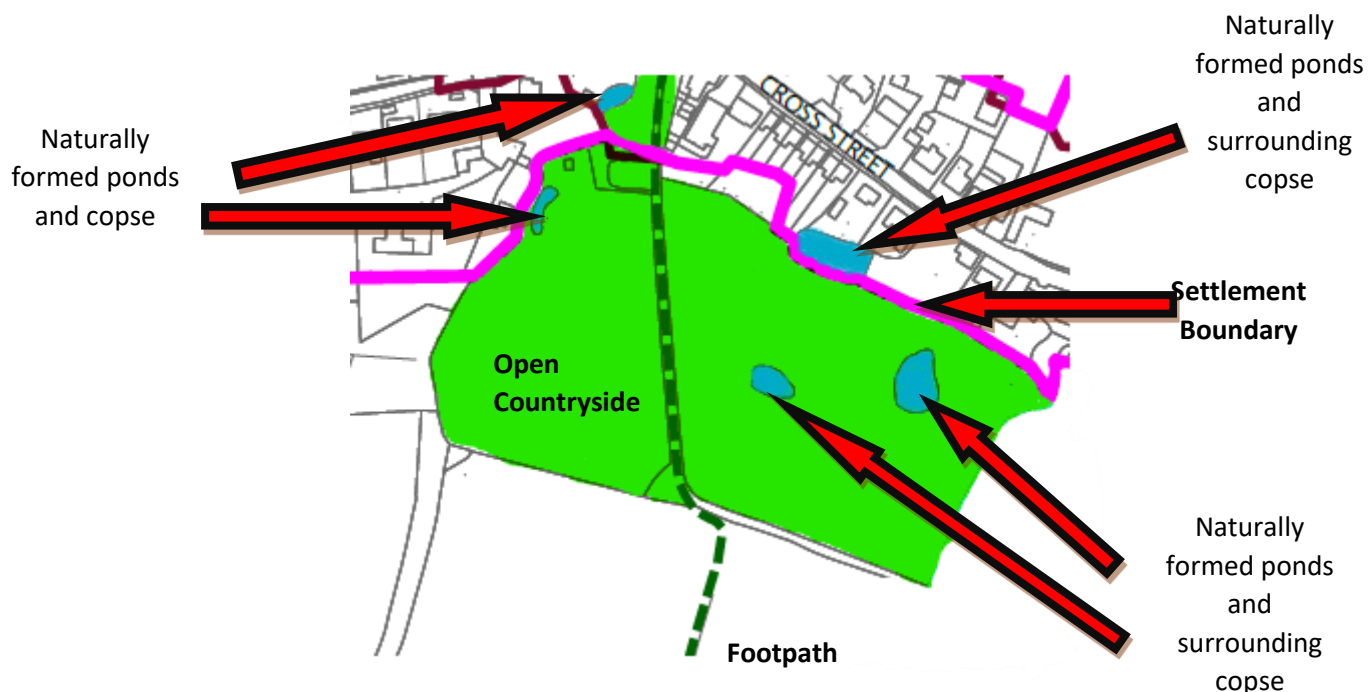 Naturally
formed ponds
and
surrounding
copse
CROSS STREET
Naturally
formed ponds
and copse
Settlement
Boundary
Open
Countryside
Naturally
formed ponds
and
surrounding
copse
Footpath